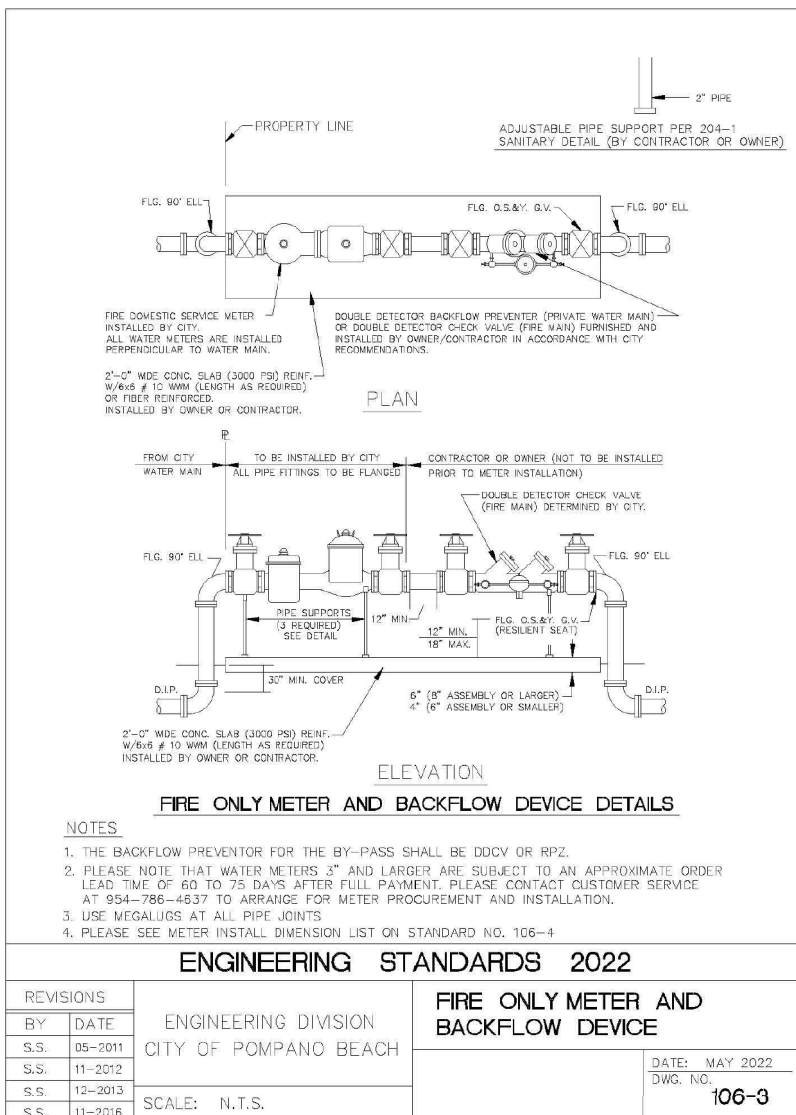 2" PIPE
ADJUSTABLE PIPE SUPPORT PER 204-1
SANITARY DETAIL (BY CONTRACTOR OR OWNER)
PROPERTY LINE
FLG. 90° ELL
FLG. O.S.&Y. G.V.
FLG. 90° ELL
FIRE DOMESTIC SERVICE METER
INSTALLED BY CITY.
ALL WATER METERS ARE INSTALLED
PERPENDICULAR TO WATER MAIN.
DOUBLE DETECTOR BACKFLOW PREVENTER (PRIVATE WATER MAIN)
OR DOUBLE DETECTOR CHECK VALVE (FIRE MAIN) FURNISHED AND
INSTALLED BY OWNER/CONTRACTOR IN ACCORDANCE WITH CITY
RECOMMENDATIONS.
2'-0" WIDE CONC. SLAB (3000 PSI) REINF.
W/6x6 # 10 WWM (LENGTH AS REQUIRED)
OR FIBER REINFORCED.
INSTALLED BY OWNER OR CONTRACTOR.
PLAN
FROM CITY
WATER MAIN
TO BE INSTALLED BY CITY
ALL PIPE FITTINGS TO BE FLANGED
CONTRACTOR OR OWNER (NOT TO BE INSTALLED
PRIOR TO METER INSTALLATION)
DOUBLE DETECTOR CHECK VALVE
(FIRE MAIN) DETERMINED BY CITY.
FLG. 90° ELL
FLG. 90° ELL
PIPE SUPPORTS
(3 REQUIRED)
SEE DETAIL
12" MIN
12" MIN.
18" MAX.
FLG. O.S.&Y. G.V.
(RESILIENT SEAT)
30" MIN. COVER
D.I.P.
D.I.P.
6" (8" ASSEMBLY OR LARGER)
4" (6" ASSEMBLY OR SMALLER)
2'-0" WIDE CONC. SLAB (3000 PSI) REINF.
W/6x6 # 10 WWM (LENGTH AS REQUIRED)
INSTALLED BY OWNER OR CONTRACTOR.
ELEVATION
FIRE ONLY METER AND BACKFLOW DEVICE DETAILS
NOTES
1. THE BACKFLOW PREVENTOR FOR THE BY-PASS SHALL BE DDCV OR RPZ.
2. PLEASE NOTE THAT WATER METERS 3" AND LARGER ARE SUBJECT TO AN APPROXIMATE ORDER
LEAD TIME OF 60 TO 75 DAYS AFTER FULL PAYMENT. PLEASE CONTACT CUSTOMER SERVICE
AT 954-786-4637 TO ARRANGE FOR METER PROCUREMENT AND INSTALLATION.
3. USE MEGALUGS AT ALL PIPE JOINTS
4. PLEASE SEE METER INSTALL DIMENSION LIST ON STANDARD NO. 106-4
ENGINEERING STANDARDS 2022
REVISIONS
BY DATE
S.S. 05-2011
S.S. 11-2012
S.S. 12-2013
S.S. 11-2016
ENGINEERING DIVISION
CITY OF POMPANO BEACH
SCALE: N.T.S.
FIRE ONLY METER AND
BACKFLOW DEVICE
DATE: MAY 2022
DWG. NO.
106-3